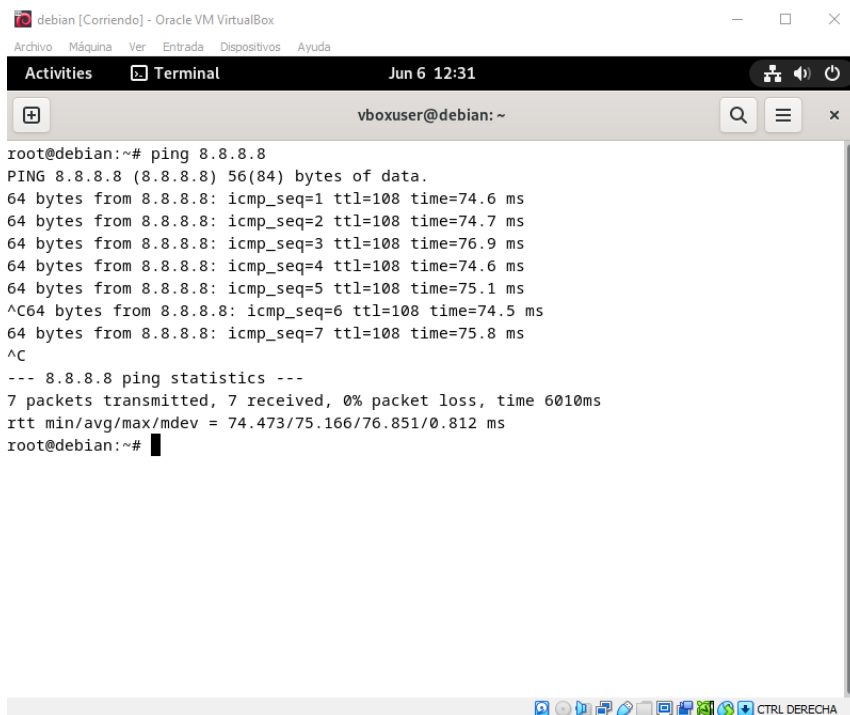 debian [Corriendo] - Oracle VM VirtualBox
Archivo Máquina Ver Entrada Dispositivos Ayuda
Activities Terminal Jun 6 12:31
vboxuser@debian: ~
root@debian:~# ping 8.8.8.8
PING 8.8.8.8 (8.8.8.8) 56(84) bytes of data.
64 bytes from 8.8.8.8: icmp_seq=1 ttl=108 time=74.6 ms
64 bytes from 8.8.8.8: icmp_seq=2 ttl=108 time=74.7 ms
64 bytes from 8.8.8.8: icmp_seq=3 ttl=108 time=76.9 ms
64 bytes from 8.8.8.8: icmp_seq=4 ttl=108 time=74.6 ms
64 bytes from 8.8.8.8: icmp_seq=5 ttl=108 time=75.1 ms
^C64 bytes from 8.8.8.8: icmp_seq=6 ttl=108 time=74.5 ms
64 bytes from 8.8.8.8: icmp_seq=7 ttl=108 time=75.8 ms
^C
--- 8.8.8.8 ping statistics ---
7 packets transmitted, 7 received, 0% packet loss, time 6010ms
rtt min/avg/max/mdev = 74.473/75.166/76.851/0.812 ms
root@debian:~#
CTRL DERECHA